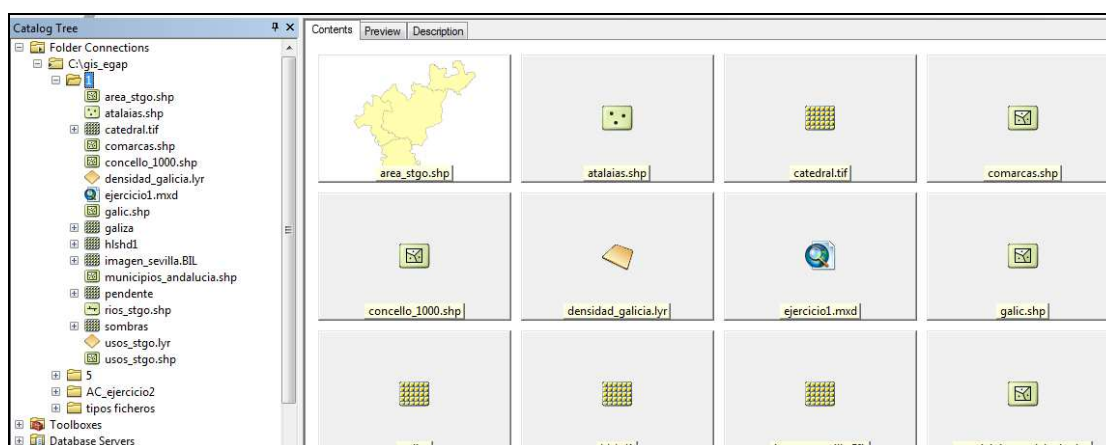 Catalog Tree
Folder Connections
C:\gis_egap
1
area_stgo.shp
atalaias.shp
catedral.tif
comarcas.shp
concello_1000.shp
densidad_galicia.lyr
ejercicio1.mxd
galic.shp
galiza
hlshd1
imagen_sevilla.BIL
municipios_andalucia.shp
pendente
rios_stgo.shp
sombras
usos_stgo.lyr
usos_stgo.shp
5
AC_ejercicio2
tipos ficheros
Toolboxes
Database Servers
Contents Preview Description
area_stgo.shp atalaias.shp catedral.tif comarcas.shp
concello_1000.shp densidad_galicia.lyr ejercicio1.mxd galic.shp